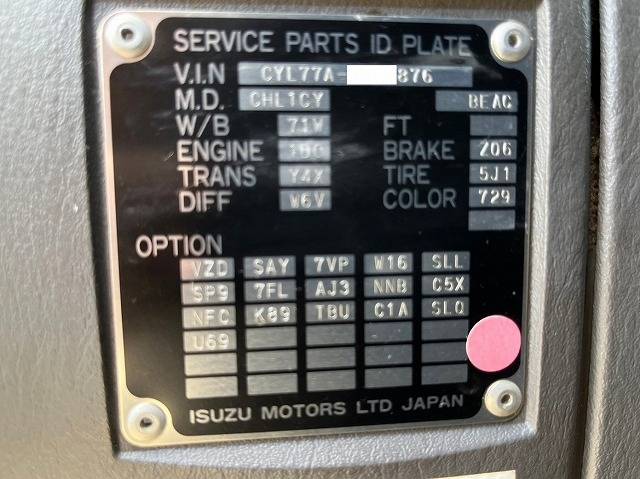 SERVICE PARTS ID PLATE
V.I.N CYL77A- 876
M.D. CHL1CY BEAC
W/B 71W FT
ENGINE BRAKE Z06
TRANS Y4X TIRE 5J1
DIFF W6V COLOR 729
OPTION
VZD SAY 7VP W16 SLL
SP9 7FL AJ3 NNB C5X
NFC K89 TBU C1A SLQ
U69
ISUZU MOTORS LTD JAPAN